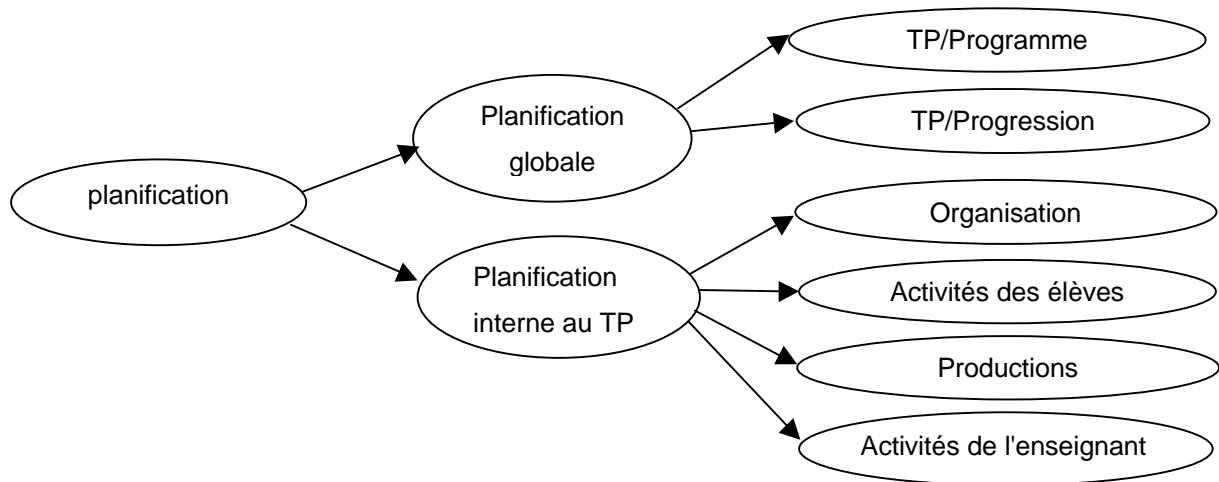 TP/Programme
Planification
globale
TP/Progression
planification
Organisation
Planification
interne au TP
Activités des élèves
Productions
Activités de l'enseignant